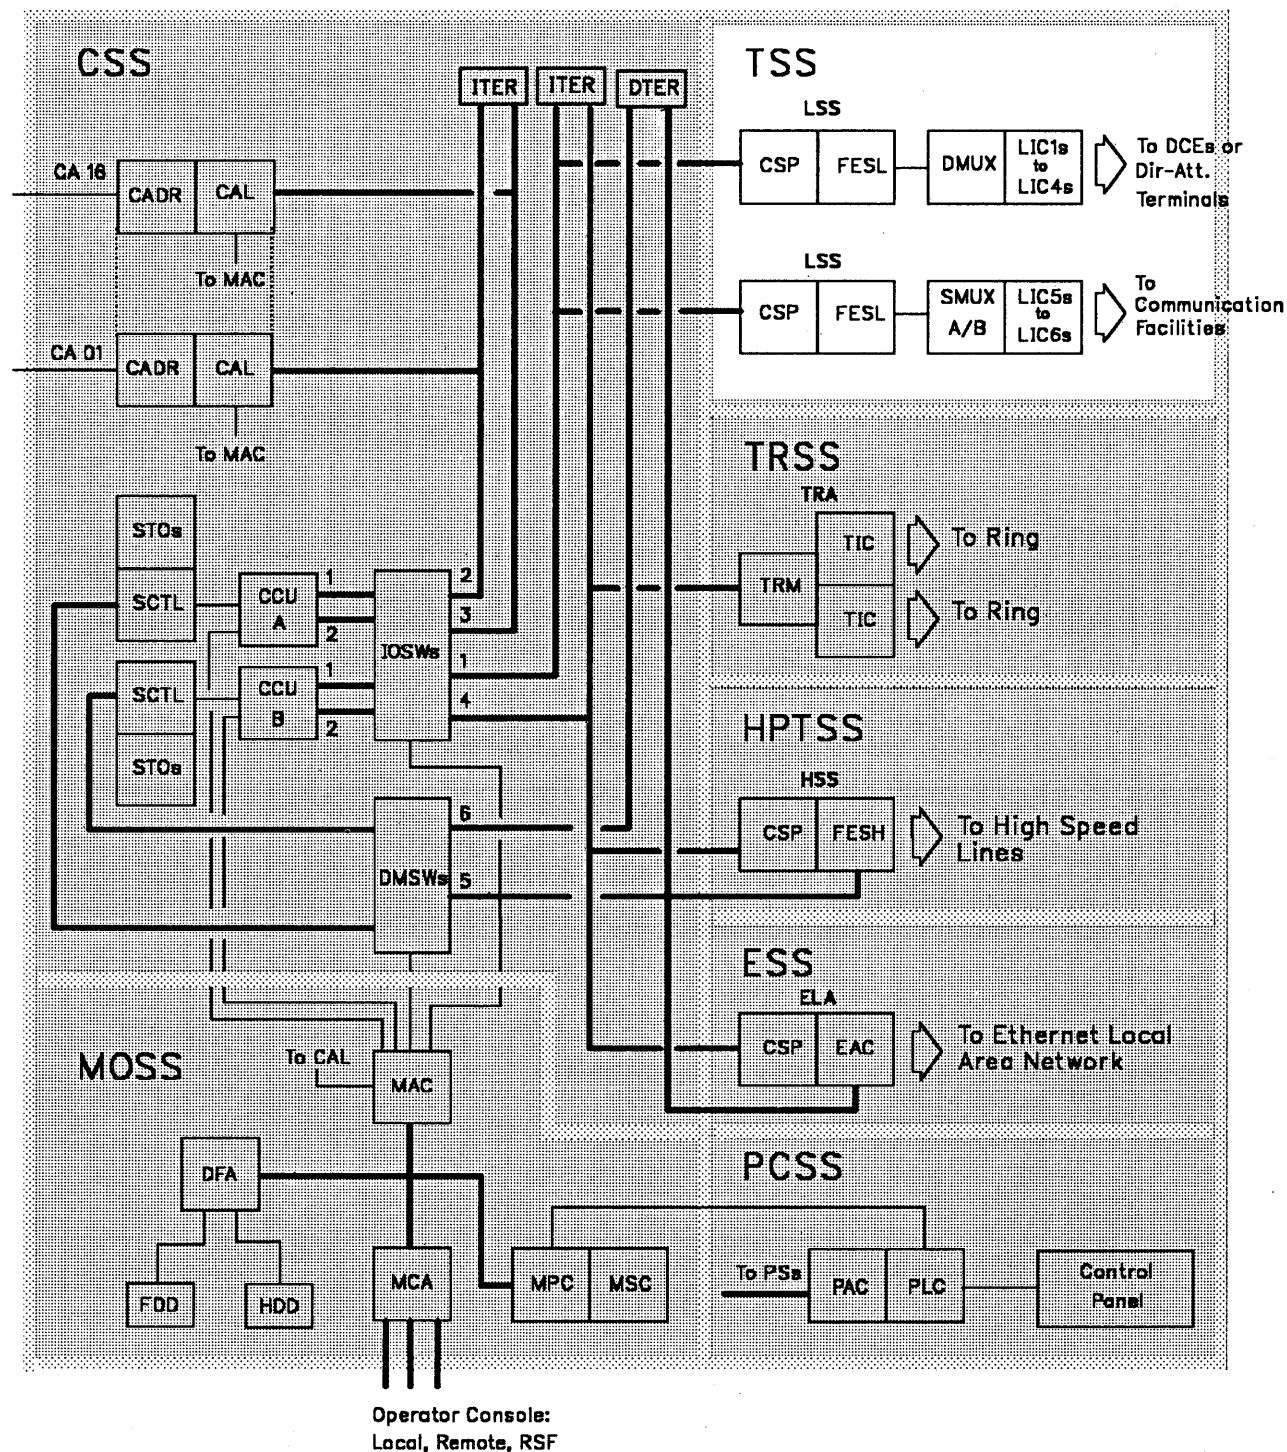 CSS
ITER
ITER
DTER
CA 16
CADR
CAL
To MAC
CA 01
CADR
CAL
To MAC
STOs
SCTL
CCU
A
1
2
SCTL
STOs
CCU
B
1
2
IOSWs
2
3
1
4
DMSWs
6
5
TSS
LSS
CSP
FESL
DMUX
LIC1s
to
LIC4s
To DCEs or
Dir-Att.
Terminals
LSS
CSP
FESL
SMUX
A/B
LIC5s
to
LIC6s
To
Communication
Facilities
TRSS
TRA
TRM
TIC
To Ring
TIC
To Ring
HPTSS
HSS
CSP
FESH
To High Speed
Lines
ESS
ELA
CSP
EAC
To Ethernet Local
Area Network
MOSS
To CAL
MAC
DFA
FDD
HDD
MCA
MPC
MSC
PCSS
To PSs
PAC
PLC
Control
Panel
Operator Console:
Local, Remote, RSF